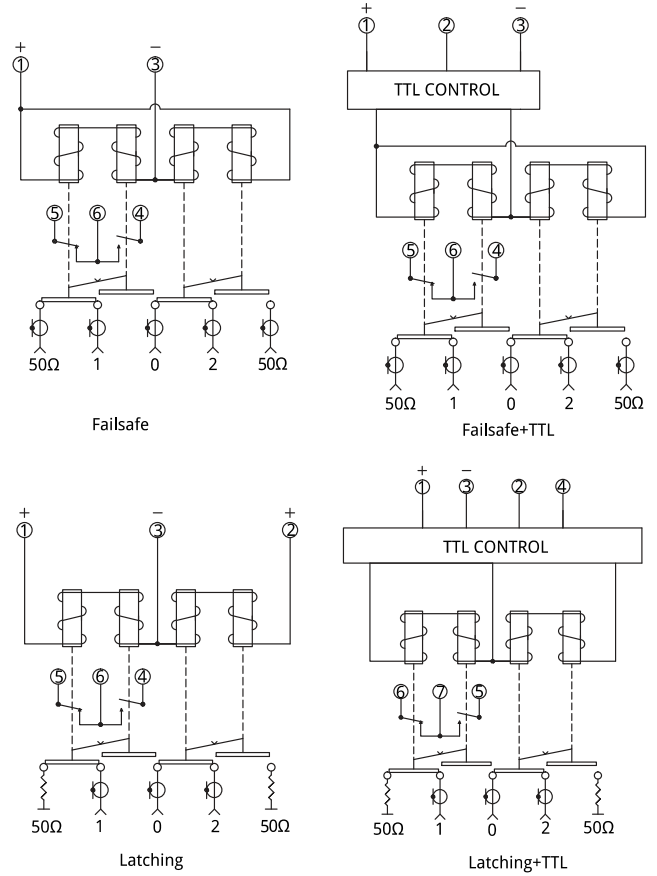 + −
① ③
⑤ ⑥ ④
50Ω 1 0 2 50Ω
Failsafe
+ −
① ② ③
TTL CONTROL
⑤ ⑥ ④
50Ω 1 0 2 50Ω
Failsafe+TTL
+ − +
① ③ ②
⑤ ⑥ ④
50Ω 1 0 2 50Ω
Latching
+ −
① ③ ② ④
TTL CONTROL
⑥ ⑦ ⑤
50Ω 1 0 2 50Ω
Latching+TTL